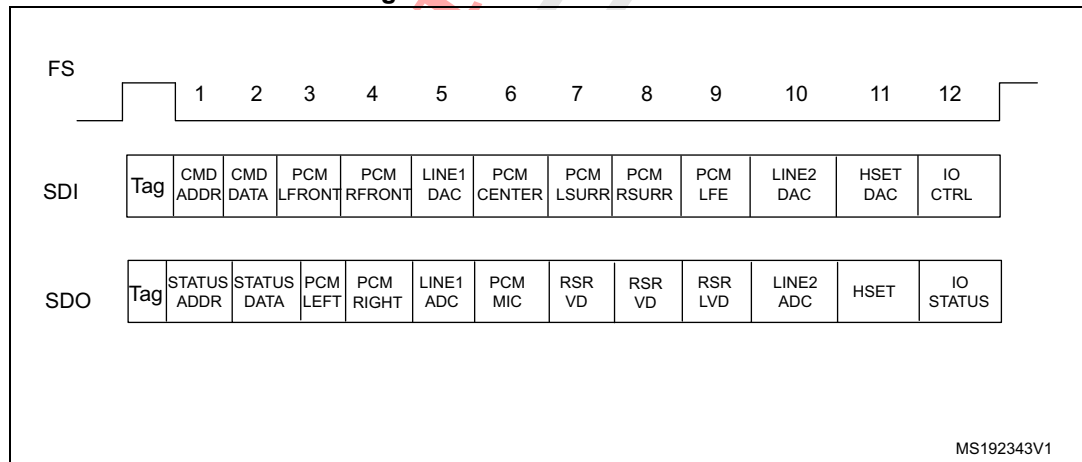 FS
1 2 3 4 5 6 7 8 9 10 11 12
SDI
Tag
CMD
ADDR
CMD
DATA
PCM
LFRONT
PCM
RFRONT
LINE1
DAC
PCM
CENTER
PCM
LSURR
PCM
RSURR
PCM
LFE
LINE2
DAC
HSET
DAC
IO
CTRL
SDO
Tag
STATUS
ADDR
STATUS
DATA
PCM
LEFT
PCM
RIGHT
LINE1
ADC
PCM
MIC
RSR
VD
RSR
VD
RSR
LVD
LINE2
ADC
HSET
IO
STATUS
MS192343V1